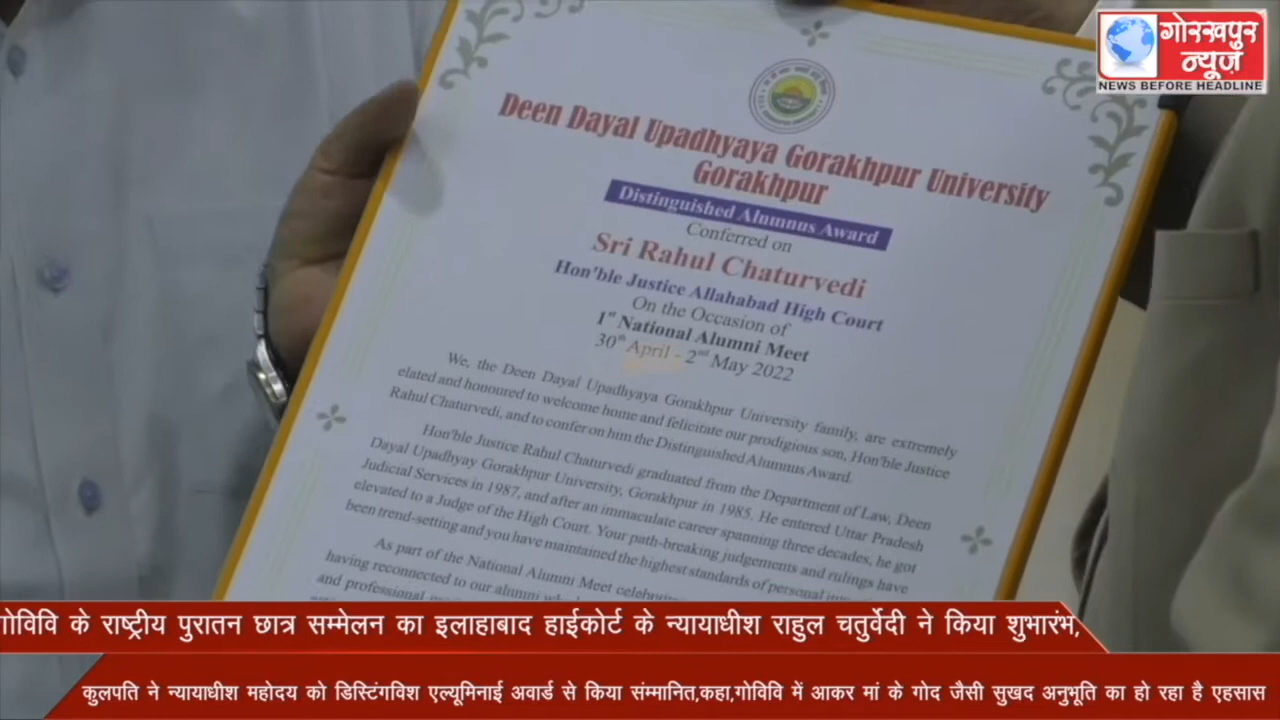 गोरखपुर
न्यूज़
NEWS BEFORE HEADLINE
Deen Dayal Upadhyaya Gorakhpur University
Gorakhpur
Distinguished Alumnus Award
Conferred on
Sri Rahul Chaturvedi
Hon'ble Justice Allahabad High Court
On the Occasion of
1st National Alumni Meet
30th April - 2nd May 2022
We, the Deen Dayal Upadhyaya Gorakhpur University family, are extremely
elated and honoured to welcome home and felicitate our prodigious son, Hon'ble Justice
Rahul Chaturvedi, and to confer on him the Distinguished Alumnus Award.
Hon'ble Justice Rahul Chaturvedi graduated from the Department of Law, Deen
Dayal Upadhyay Gorakhpur University, Gorakhpur in 1985. He entered Uttar Pradesh
Judicial Services in 1987, and after an immaculate career spanning three decades, he got
elevated to a Judge of the High Court. Your path-breaking judgements and rulings have
been trend-setting and you have maintained the highest standards of personal
As part of the National Alumni Meet
having reconnected to our alumni
and professional
गोविवि के राष्ट्रीय पुरातन छात्र सम्मेलन का इलाहाबाद हाईकोर्ट के न्यायाधीश राहुल चतुर्वेदी ने किया शुभारंभ,
कुलपति ने न्यायाधीश महोदय को डिस्टिंगविश एल्यूमिनाई अवार्ड से किया संम्मानित,कहा,गोविवि में आकर मां के गोद जैसी सुखद अनुभूति का हो रहा है एहसास